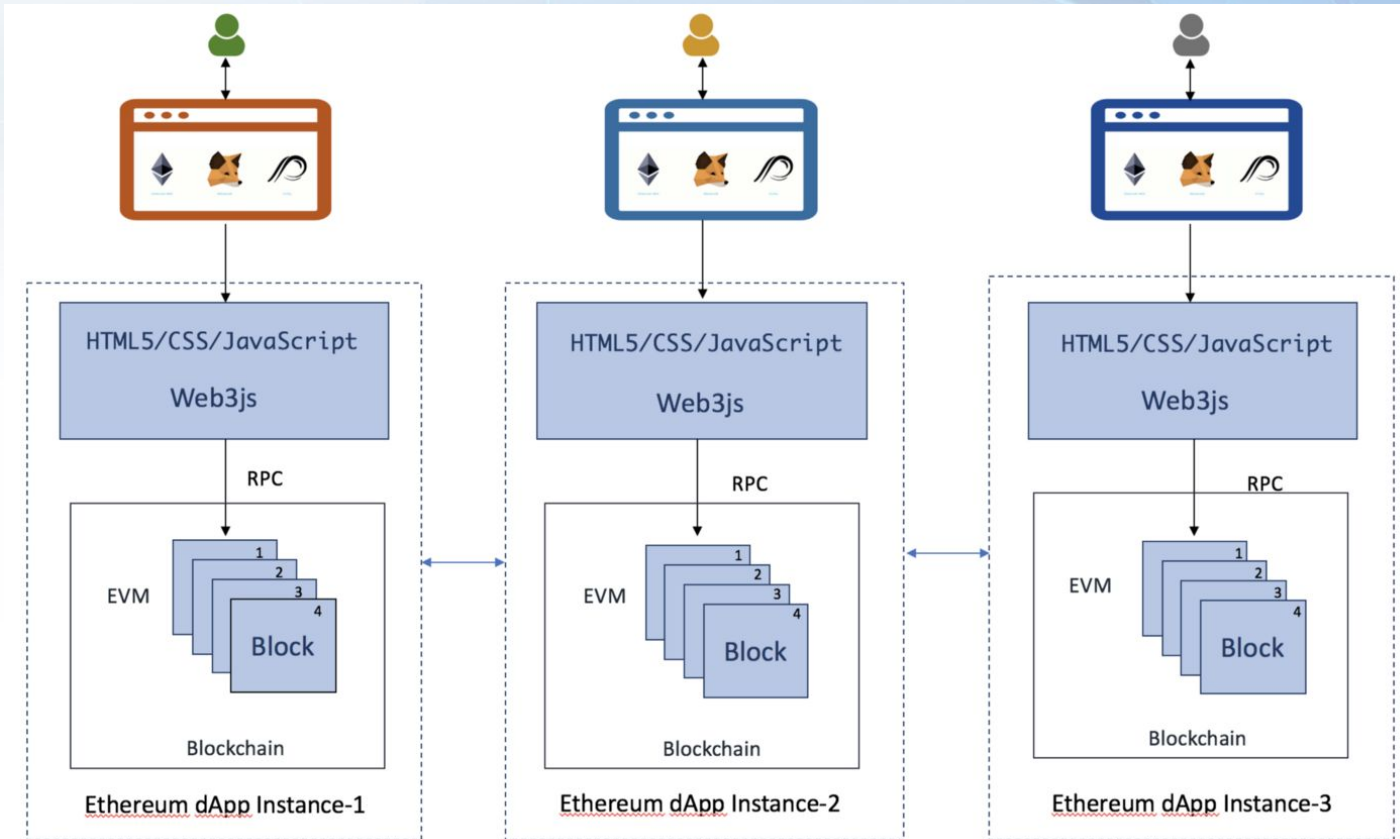 HTML5/CSS/JavaScript
Web3js
RPC
EVM
1
2
3
4
Block
Blockchain
Ethereum dApp Instance-1
HTML5/CSS/JavaScript
Web3js
RPC
EVM
1
2
3
4
Block
Blockchain
Ethereum dApp Instance-2
HTML5/CSS/JavaScript
Web3js
RPC
EVM
1
2
3
4
Block
Blockchain
Ethereum dApp Instance-3